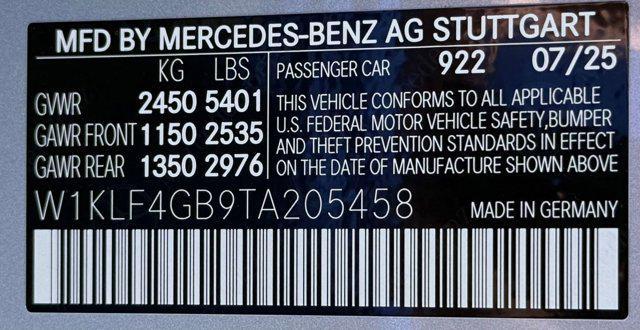 MFD BY MERCEDES-BENZ AG STUTTGART
KG LBS
GVWR 2450 5401
GAWR FRONT 1150 2535
GAWR REAR 1350 2976
PASSENGER CAR 922 07/25
THIS VEHICLE CONFORMS TO ALL APPLICABLE
U.S. FEDERAL MOTOR VEHICLE SAFETY,BUMPER
AND THEFT PREVENTION STANDARDS IN EFFECT
ON THE DATE OF MANUFACTURE SHOWN ABOVE
W1KLF4GB9TA205458
MADE IN GERMANY